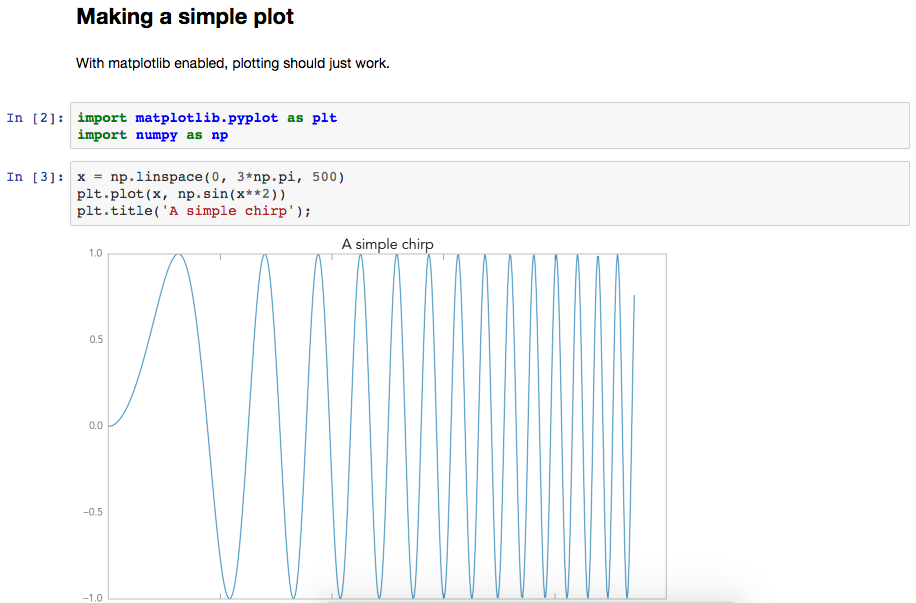 Making a simple plot
With matplotlib enabled, plotting should just work.
In [2]:
import matplotlib.pyplot as plt
import numpy as np
In [3]:
x = np.linspace(0, 3*np.pi, 500)
plt.plot(x, np.sin(x**2))
plt.title('A simple chirp');
A simple chirp
1.0
0.5
0.0
−0.5
−1.0